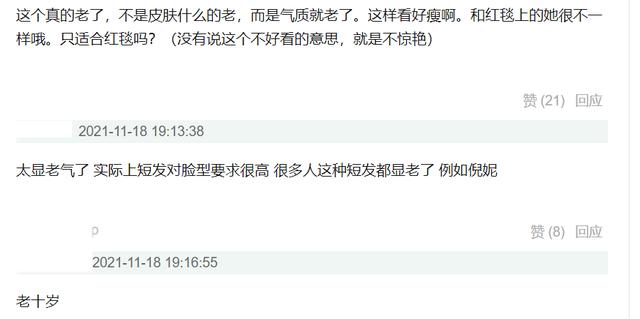 这个真的老了，不是皮肤什么的老，而是气质就老了。这样看好瘦啊。和红毯上的她很不一
样哦。只适合红毯吗？（没有说这个不好看的意思，就是不惊艳）
赞 (21) 回应
2021-11-18 19:13:38
太显老气了 实际上短发对脸型要求很高 很多人这种短发都显老了 例如倪妮
p
赞 (8) 回应
2021-11-18 19:16:55
老十岁